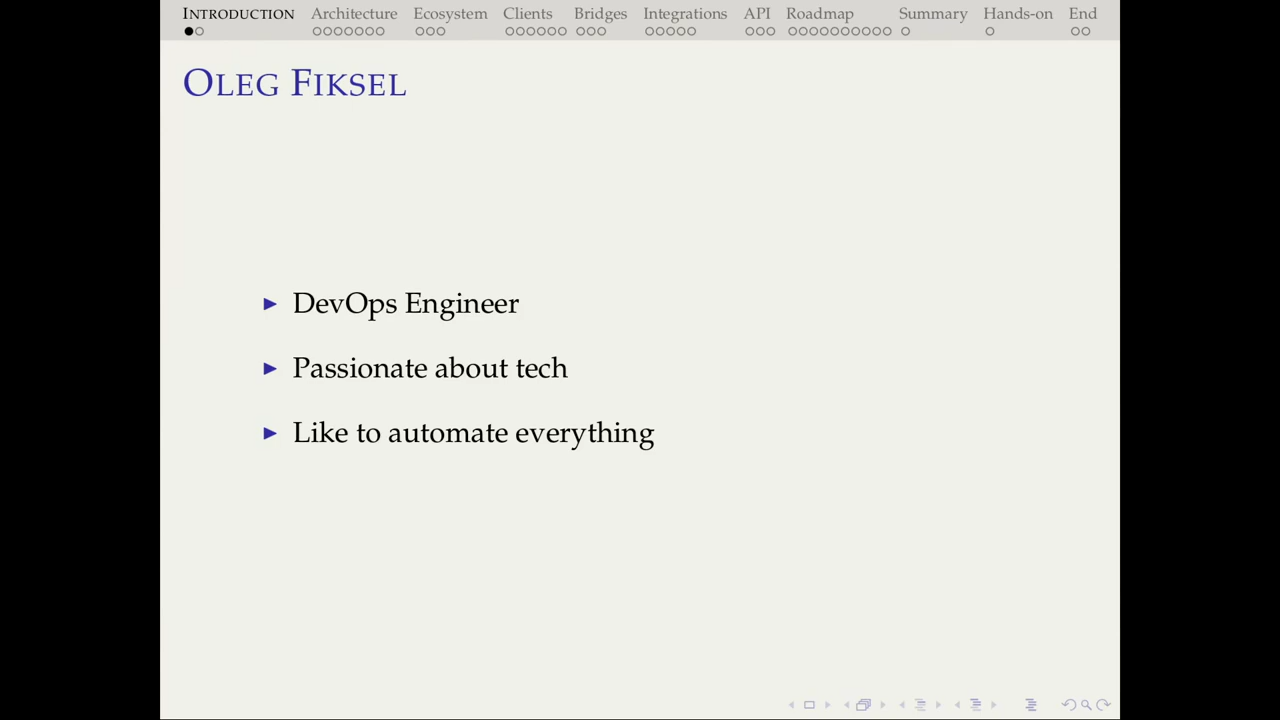 INTRODUCTION Architecture Ecosystem Clients Bridges Integrations API Roadmap Summary Hands-on End
OLEG FIKSEL
DevOps Engineer
Passionate about tech
Like to automate everything